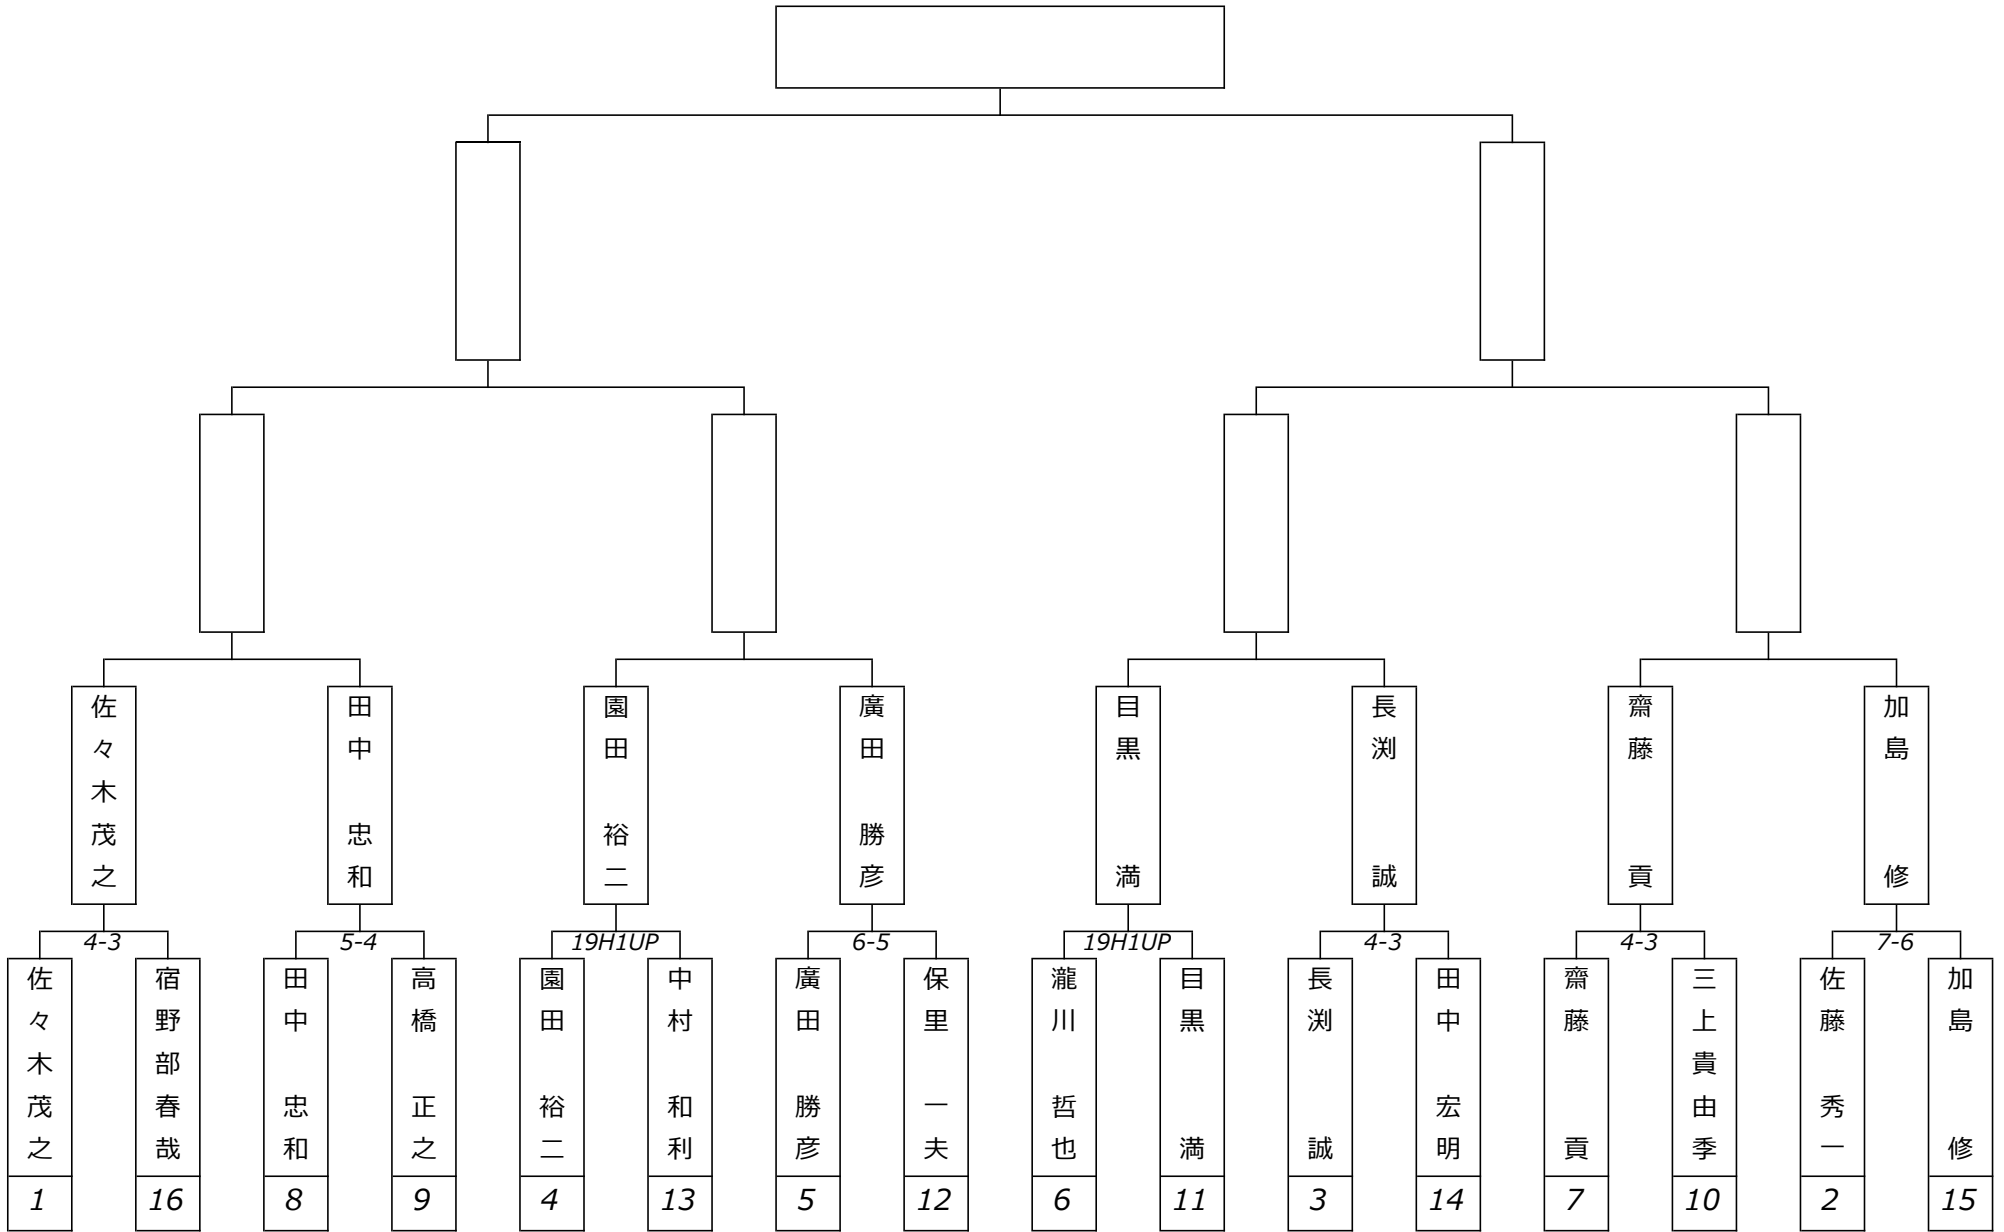 佐々木茂之
田中 忠和
園田 裕二
廣田 勝彦
目黒 満
長渕 誠
齋藤 貢
加島 修
4-3
5-4
19H1UP
6-5
19H1UP
4-3
4-3
7-6
佐々木茂之
宿野部春哉
田中 忠和
高橋 正之
園田 裕二
中村 和利
廣田 勝彦
保里 一夫
瀧川 哲也
目黒 満
長渕 誠
田中 宏明
齋藤 貢
三上貴由季
佐藤 秀一
加島 修
1
16
8
9
4
13
5
12
6
11
3
14
7
10
2
15